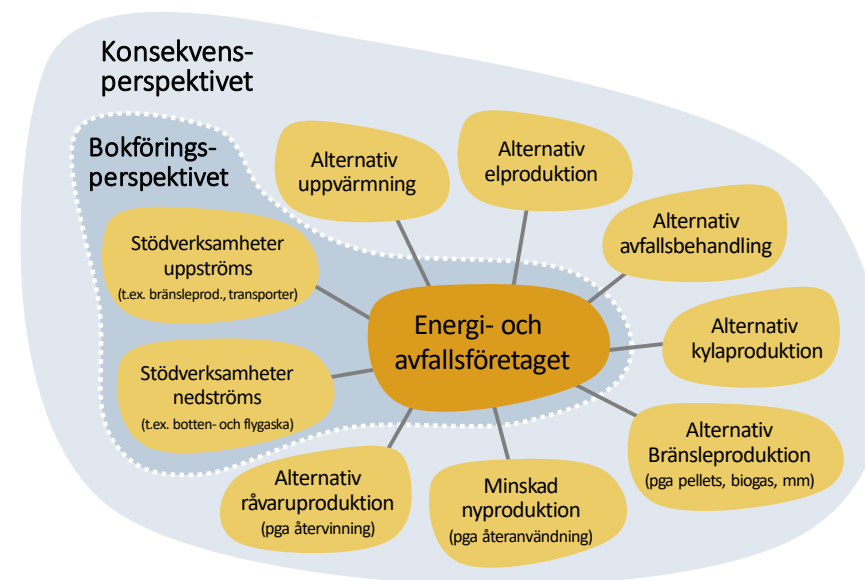 Konsekvens-
perspektivet
Bokförings-
perspektivet
Alternativ
uppvärmning
Alternativ
elproduktion
Alternativ
avfallsbehandling
Stödverksamheter
uppströms
(t.ex. bränsleprod., transporter)
Energi- och
avfallsföretaget
Alternativ
kylaproduktion
Stödverksamheter
nedströms
(t.ex. botten- och flygaska)
Alternativ
Bränsleproduktion
(pga pellets, biogas, mm)
Alternativ
råvaruproduktion
(pga återvinning)
Minskad
nyproduktion
(pga återanvändning)